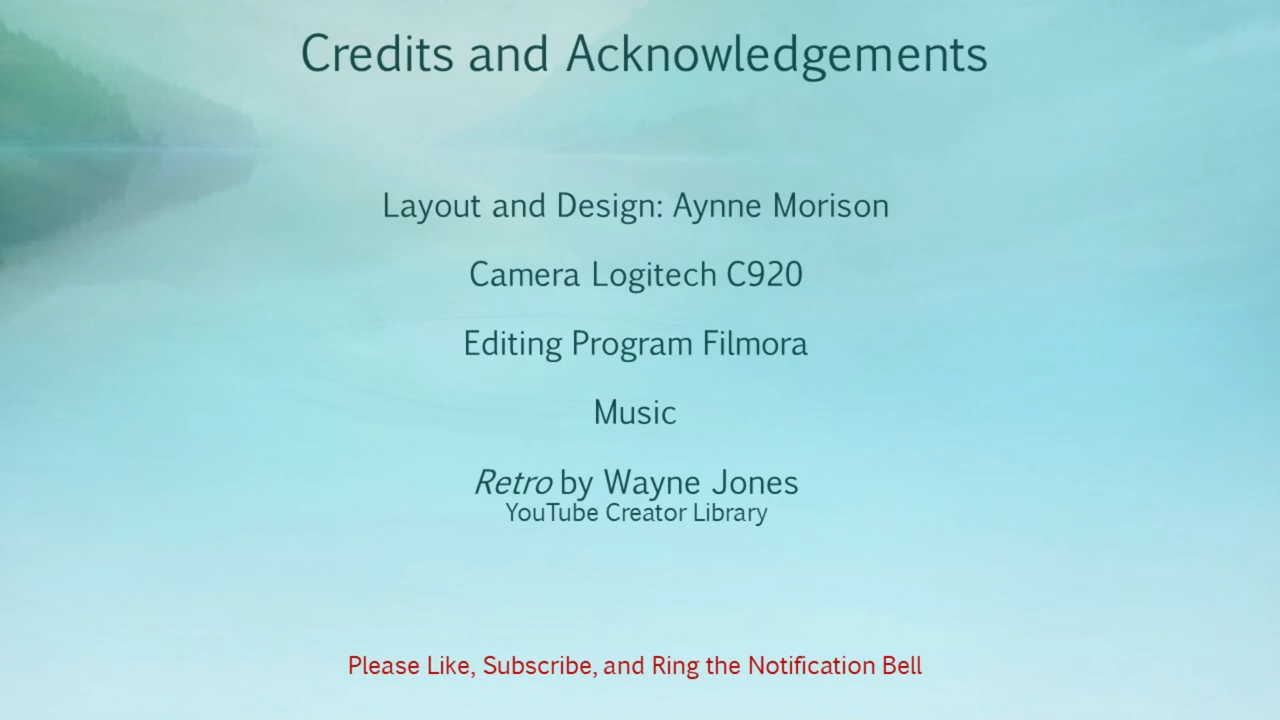 Credits and Acknowledgements
Layout and Design: Aynne Morison
Camera Logitech C920
Editing Program Filmora
Music
Retro by Wayne Jones
YouTube Creator Library
Please Like, Subscribe, and Ring the Notification Bell